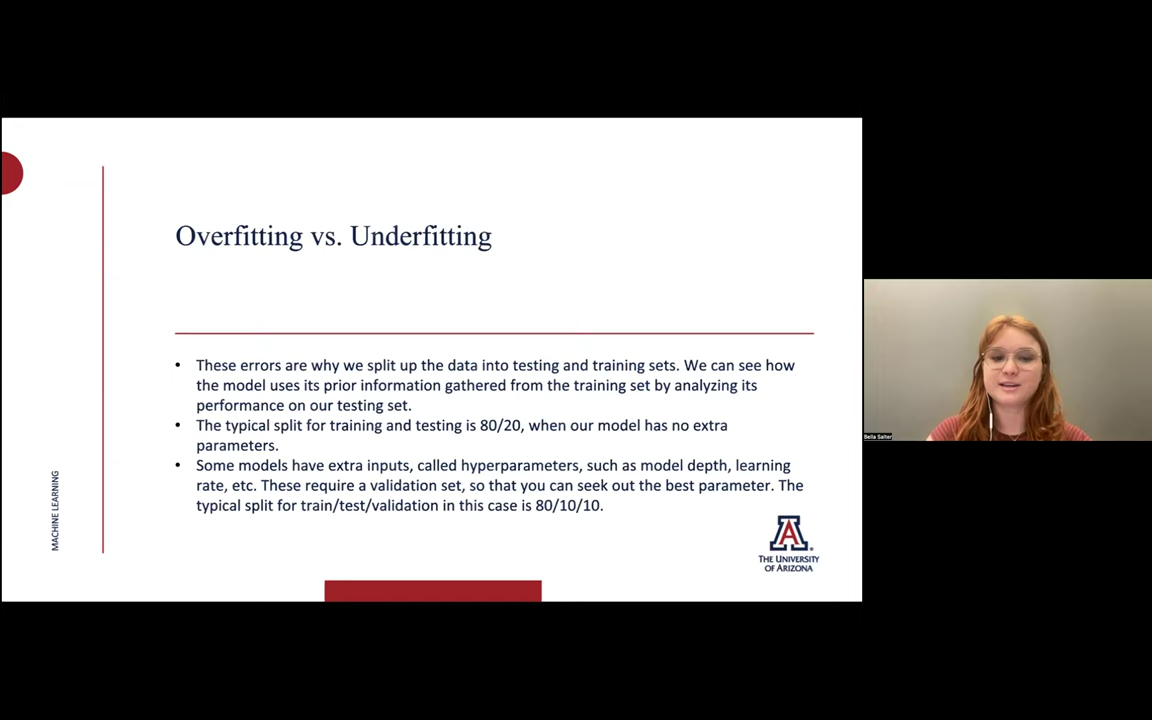 Overfitting vs. Underfitting
• These errors are why we split up the data into testing and training sets. We can see how
the model uses its prior information gathered from the training set by analyzing its
performance on our testing set.
• The typical split for training and testing is 80/20, when our model has no extra
parameters.
• Some models have extra inputs, called hyperparameters, such as model depth, learning
rate, etc. These require a validation set, so that you can seek out the best parameter. The
typical split for train/test/validation in this case is 80/10/10.
MACHINE LEARNING
A
THE UNIVERSITY
OF ARIZONA
Bella Salter